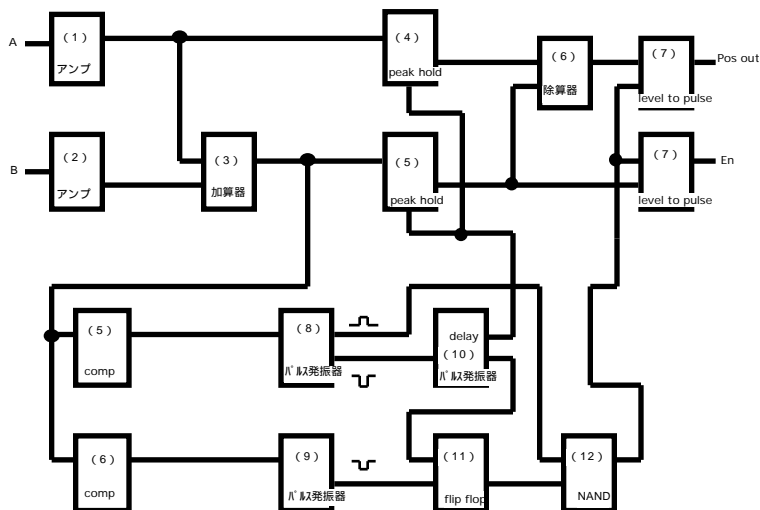 A
(1)
アンプ
(4)
peak hold
(6)
除算器
(7)
level to pulse
Pos out
B
(2)
アンプ
(3)
加算器
(5)
peak hold
(7)
level to pulse
En
(5)
comp
(8)
パルス発振器
delay
(10)
パルス発振器
(6)
comp
(9)
パルス発振器
(11)
flip flop
(12)
NAND